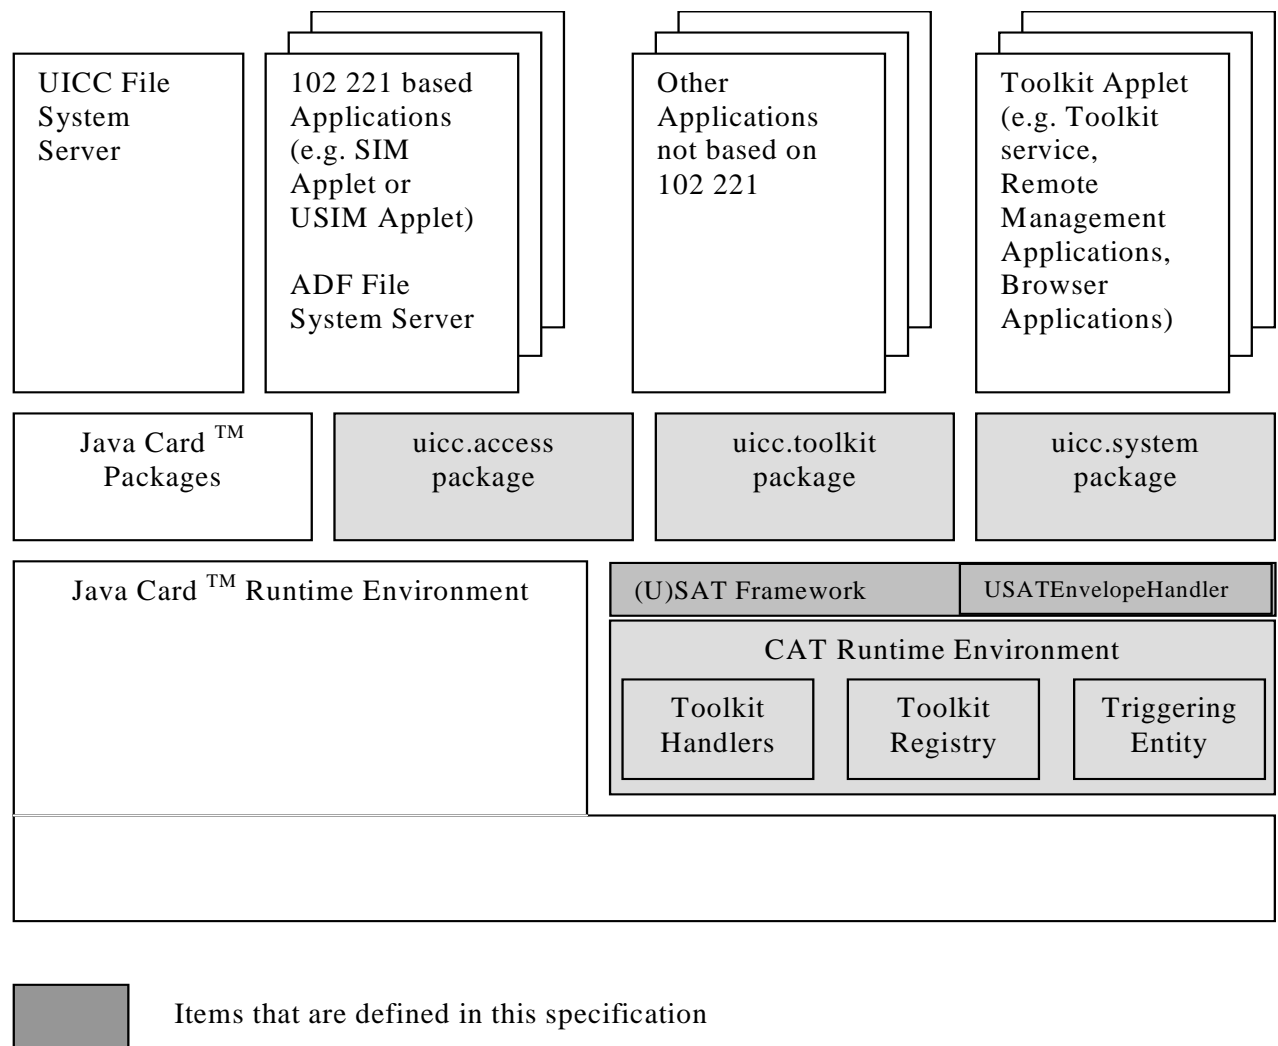 UICC File
System
Server
102 221 based
Applications
(e.g. SIM
Applet or
USIM Applet)
ADF File
System Server
Other
Applications
not based on
102 221
Toolkit Applet
(e.g. Toolkit
service,
Remote
Management
Applications,
Browser
Applications)
Java Card TM
Packages
uicc.access
package
uicc.toolkit
package
uicc.system
package
Java Card TM Runtime Environment
(U)SAT Framework
USATEnvelopeHandler
CAT Runtime Environment
Toolkit
Handlers
Toolkit
Registry
Triggering
Entity
Items that are defined in this specification